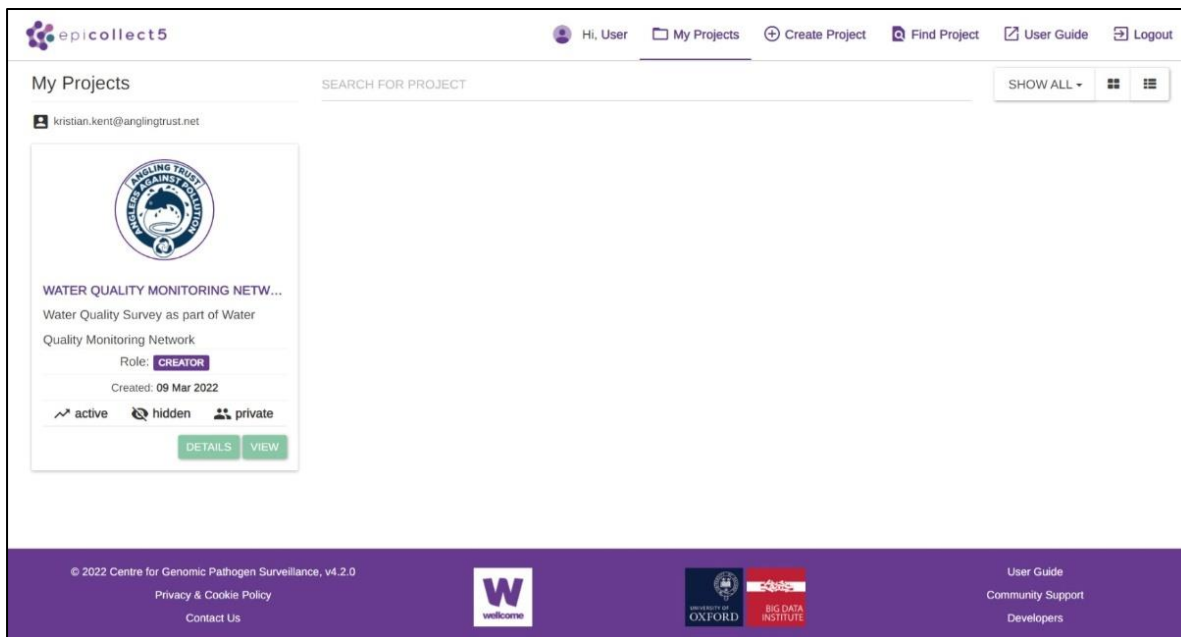 epicollect5
Hi, User
My Projects
Create Project
Find Project
User Guide
Logout
My Projects
SEARCH FOR PROJECT
SHOW ALL
kristian.kent@anglingtrust.net
ANGLING TRUST
ANGLERS AGAINST POLLUTION
WATER QUALITY MONITORING NETW...
Water Quality Survey as part of Water
Quality Monitoring Network
Role: CREATOR
Created: 09 Mar 2022
active hidden private
DETAILS VIEW
© 2022 Centre for Genomic Pathogen Surveillance, v4.2.0
Privacy & Cookie Policy
Contact Us
W
wellcome
UNIVERSITY OF
OXFORD
BIG DATA
INSTITUTE
User Guide
Community Support
Developers